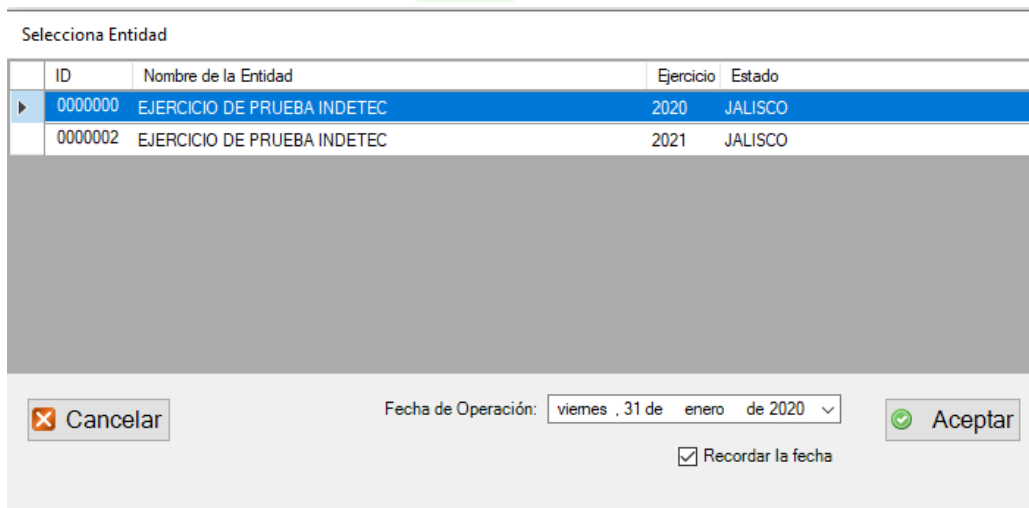 Selecciona Entidad
ID Nombre de la Entidad Ejercicio Estado
0000000 EJERCICIO DE PRUEBA INDETEC 2020 JALISCO
0000002 EJERCICIO DE PRUEBA INDETEC 2021 JALISCO
Cancelar Fecha de Operación: viernes , 31 de enero de 2020 Aceptar
Recordar la fecha